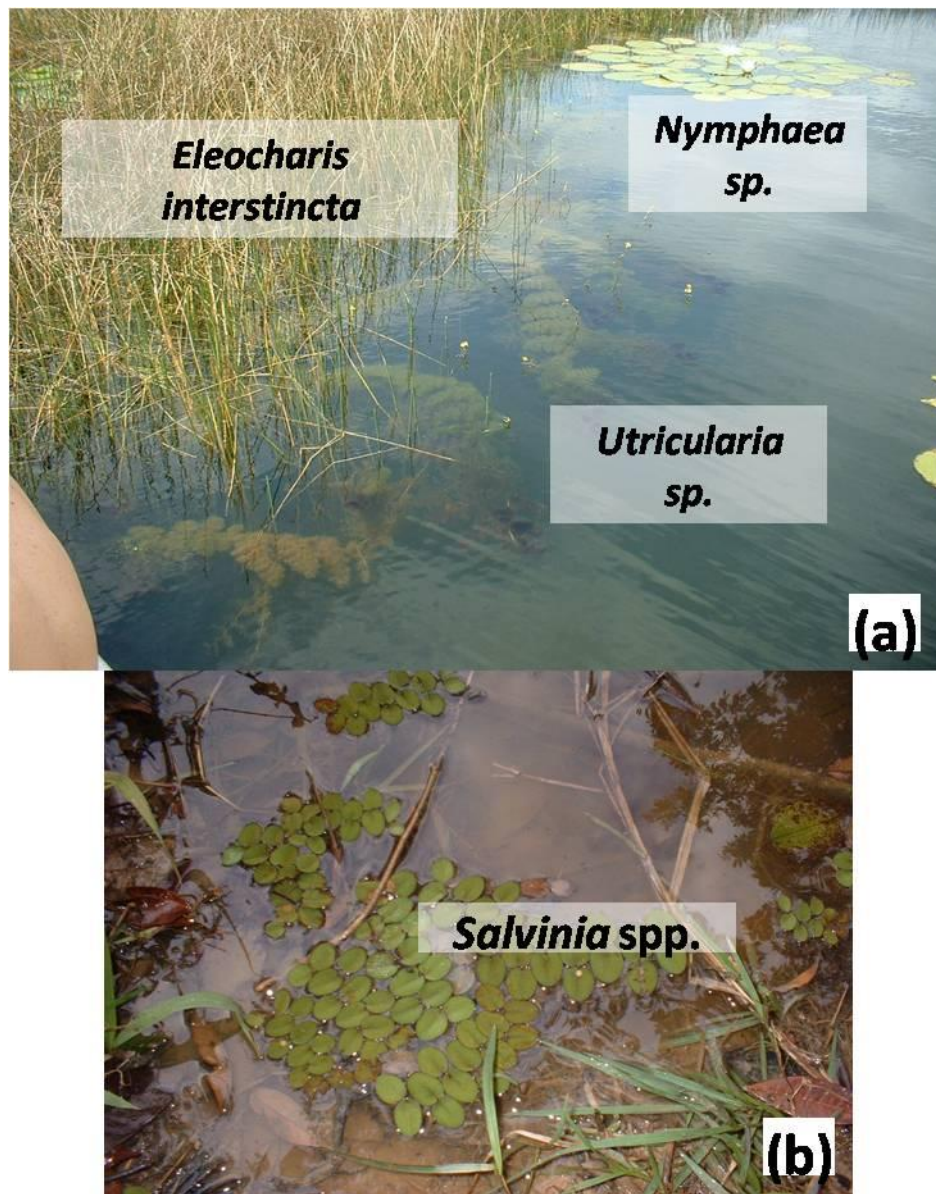 Eleocharis
interstincta
Nymphaea
sp.
Utricularia
sp.
(a)
Salvinia spp.
(b)